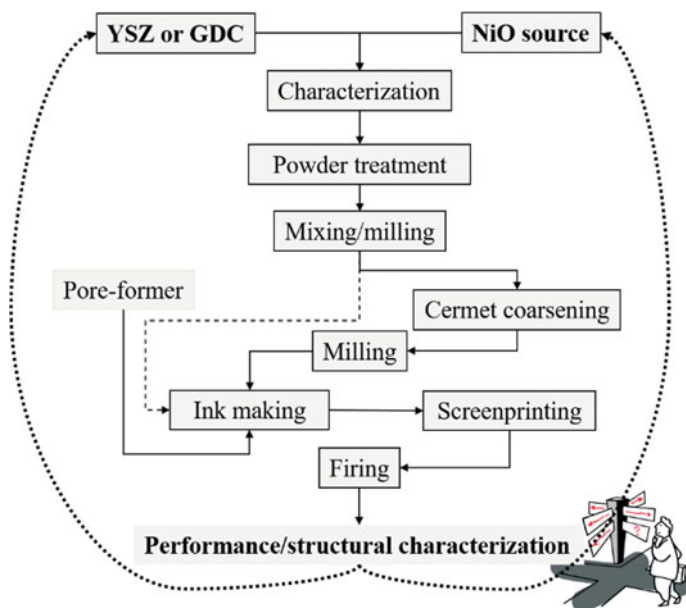 YSZ or GDC
NiO source
Characterization
Powder treatment
Mixing/milling
Pore-former
Cermet coarsening
Milling
Ink making
Screenprinting
Firing
Performance/structural characterization
?